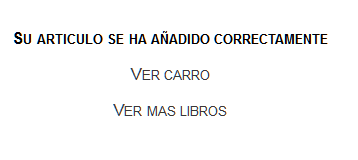 SU ARTICULO SE HA AÑADIDO CORRECTAMENTE
VER CARRO
VER MAS LIBROS